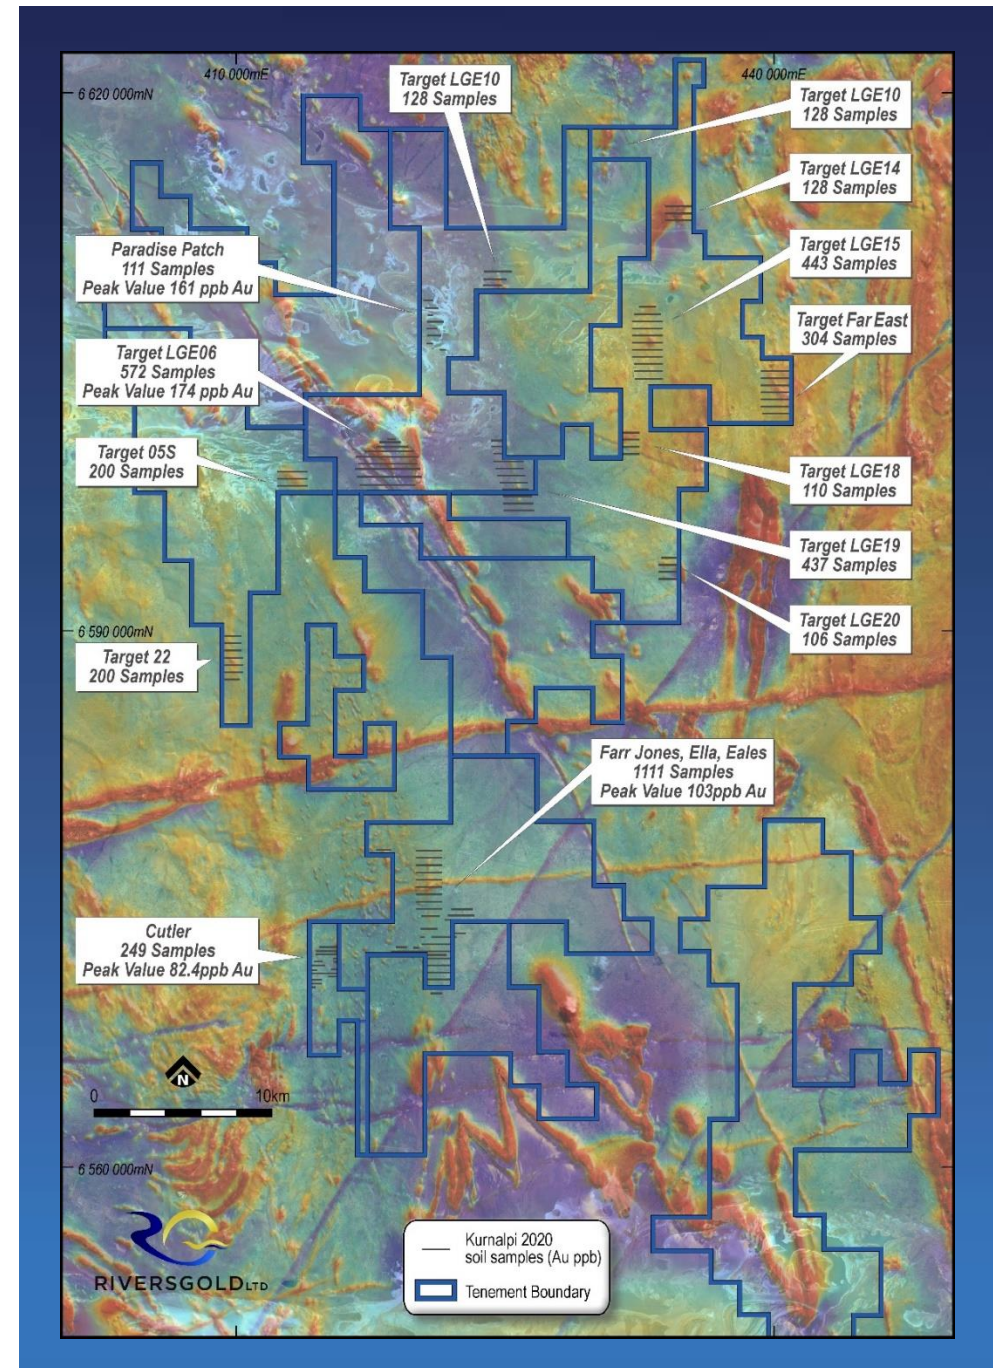 410 000mE
440 000mE
6 620 000mN
Target LGE10
128 Samples
Target LGE10
128 Samples
Target LGE14
128 Samples
Paradise Patch
111 Samples
Peak Value 161 ppb Au
Target LGE15
443 Samples
Target Far East
304 Samples
Target LGE06
572 Samples
Peak Value 174 ppb Au
Target 05S
200 Samples
Target LGE18
110 Samples
Target LGE19
437 Samples
Target LGE20
106 Samples
6 590 000mN
Target 22
200 Samples
Farr Jones, Ella, Eales
1111 Samples
Peak Value 103ppb Au
Cutler
249 Samples
Peak Value 82.4ppb Au
N
0 10km
6 560 000mN
RIVERSGOLD LTD
Kurnalpi 2020
soil samples (Au ppb)
Tenement Boundary